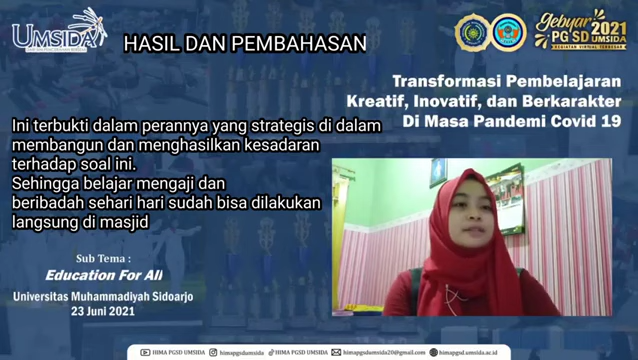 UMSIDA
HASIL DAN PEMBAHASAN
Gebyar 2021
PG SD UMSIDA
KEGIATAN VIRTUAL TERBESAR
Transformasi Pembelajaran
Kreatif, Inovatif, dan Berkarakter
Di Masa Pandemi Covid 19
Ini terbukti dalam perannya yang strategis di dalam
membangun dan menghasilkan kesadaran
terhadap soal ini.
Sehingga belajar mengaji dan
beribadah sehari hari sudah bisa dilakukan
langsung di masjid
Sub Tema :
Education For All
Universitas Muhammadiyah Sidoarjo
23 Juni 2021
HIMA PGSD UMSIDA
himapgsdumsida
HIMA PGSD UMSIDA
himapgsdumsida20@gmail.com
himapgsd.umsida.ac.id